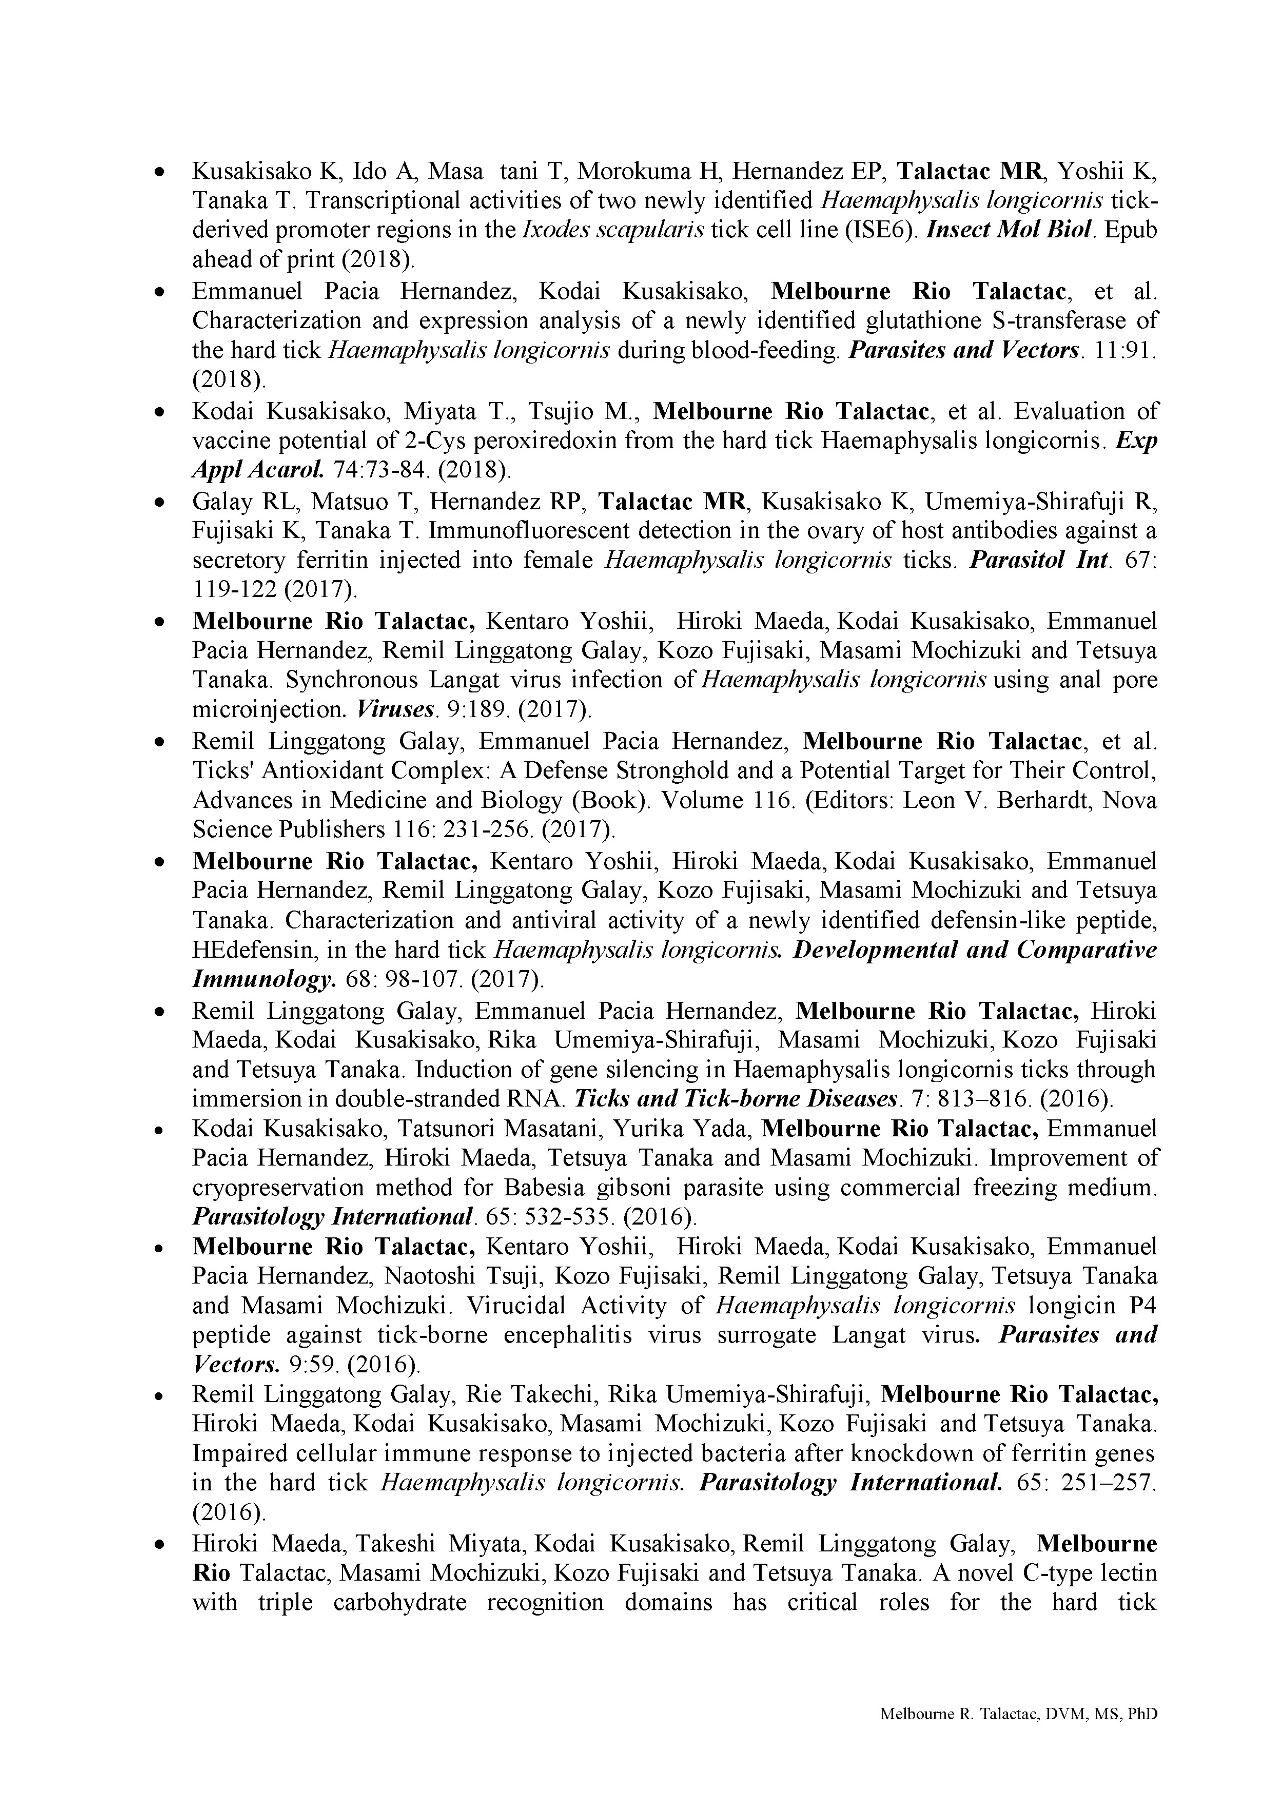 • Kusakisako K, Ido A, Masa tani T, Morokuma H, Hernandez EP, Talactac MR, Yoshii K,
Tanaka T. Transcriptional activities of two newly identified Haemaphysalis longicornis tick-
derived promoter regions in the Ixodes scapularis tick cell line (ISE6). Insect Mol Biol. Epub
ahead of print (2018).
• Emmanuel Pacia Hernandez, Kodai Kusakisako, Melbourne Rio Talactac, et al.
Characterization and expression analysis of a newly identified glutathione S-transferase of
the hard tick Haemaphysalis longicornis during blood-feeding. Parasites and Vectors. 11:91.
(2018).
• Kodai Kusakisako, Miyata T., Tsujio M., Melbourne Rio Talactac, et al. Evaluation of
vaccine potential of 2-Cys peroxiredoxin from the hard tick Haemaphysalis longicornis. Exp
Appl Acarol. 74:73-84. (2018).
• Galay RL, Matsuo T, Hernandez RP, Talactac MR, Kusakisako K, Umemiya-Shirafuji R,
Fujisaki K, Tanaka T. Immunofluorescent detection in the ovary of host antibodies against a
secretory ferritin injected into female Haemaphysalis longicornis ticks. Parasitol Int. 67:
119-122 (2017).
• Melbourne Rio Talactac, Kentaro Yoshii, Hiroki Maeda, Kodai Kusakisako, Emmanuel
Pacia Hernandez, Remil Linggatong Galay, Kozo Fujisaki, Masami Mochizuki and Tetsuya
Tanaka. Synchronous Langat virus infection of Haemaphysalis longicornis using anal pore
microinjection. Viruses. 9:189. (2017).
• Remil Linggatong Galay, Emmanuel Pacia Hernandez, Melbourne Rio Talactac, et al.
Ticks' Antioxidant Complex: A Defense Stronghold and a Potential Target for Their Control,
Advances in Medicine and Biology (Book). Volume 116. (Editors: Leon V. Berhardt, Nova
Science Publishers 116: 231-256. (2017).
• Melbourne Rio Talactac, Kentaro Yoshii, Hiroki Maeda, Kodai Kusakisako, Emmanuel
Pacia Hernandez, Remil Linggatong Galay, Kozo Fujisaki, Masami Mochizuki and Tetsuya
Tanaka. Characterization and antiviral activity of a newly identified defensin-like peptide,
HEdefensin, in the hard tick Haemaphysalis longicornis. Developmental and Comparative
Immunology. 68: 98-107. (2017).
• Remil Linggatong Galay, Emmanuel Pacia Hernandez, Melbourne Rio Talactac, Hiroki
Maeda, Kodai Kusakisako, Rika Umemiya-Shirafuji, Masami Mochizuki, Kozo Fujisaki
and Tetsuya Tanaka. Induction of gene silencing in Haemaphysalis longicornis ticks through
immersion in double-stranded RNA. Ticks and Tick-borne Diseases. 7: 813–816. (2016).
• Kodai Kusakisako, Tatsunori Masatani, Yurika Yada, Melbourne Rio Talactac, Emmanuel
Pacia Hernandez, Hiroki Maeda, Tetsuya Tanaka and Masami Mochizuki. Improvement of
cryopreservation method for Babesia gibsoni parasite using commercial freezing medium.
Parasitology International. 65: 532-535. (2016).
• Melbourne Rio Talactac, Kentaro Yoshii, Hiroki Maeda, Kodai Kusakisako, Emmanuel
Pacia Hernandez, Naotoshi Tsuji, Kozo Fujisaki, Remil Linggatong Galay, Tetsuya Tanaka
and Masami Mochizuki. Virucidal Activity of Haemaphysalis longicornis longicin P4
peptide against tick-borne encephalitis virus surrogate Langat virus. Parasites and
Vectors. 9:59. (2016).
• Remil Linggatong Galay, Rie Takechi, Rika Umemiya-Shirafuji, Melbourne Rio Talactac,
Hiroki Maeda, Kodai Kusakisako, Masami Mochizuki, Kozo Fujisaki and Tetsuya Tanaka.
Impaired cellular immune response to injected bacteria after knockdown of ferritin genes
in the hard tick Haemaphysalis longicornis. Parasitology International. 65: 251–257.
(2016).
• Hiroki Maeda, Takeshi Miyata, Kodai Kusakisako, Remil Linggatong Galay, Melbourne
Rio Talactac, Masami Mochizuki, Kozo Fujisaki and Tetsuya Tanaka. A novel C-type lectin
with triple carbohydrate recognition domains has critical roles for the hard tick
Melbourne R. Talactac, DVM, MS, PhD